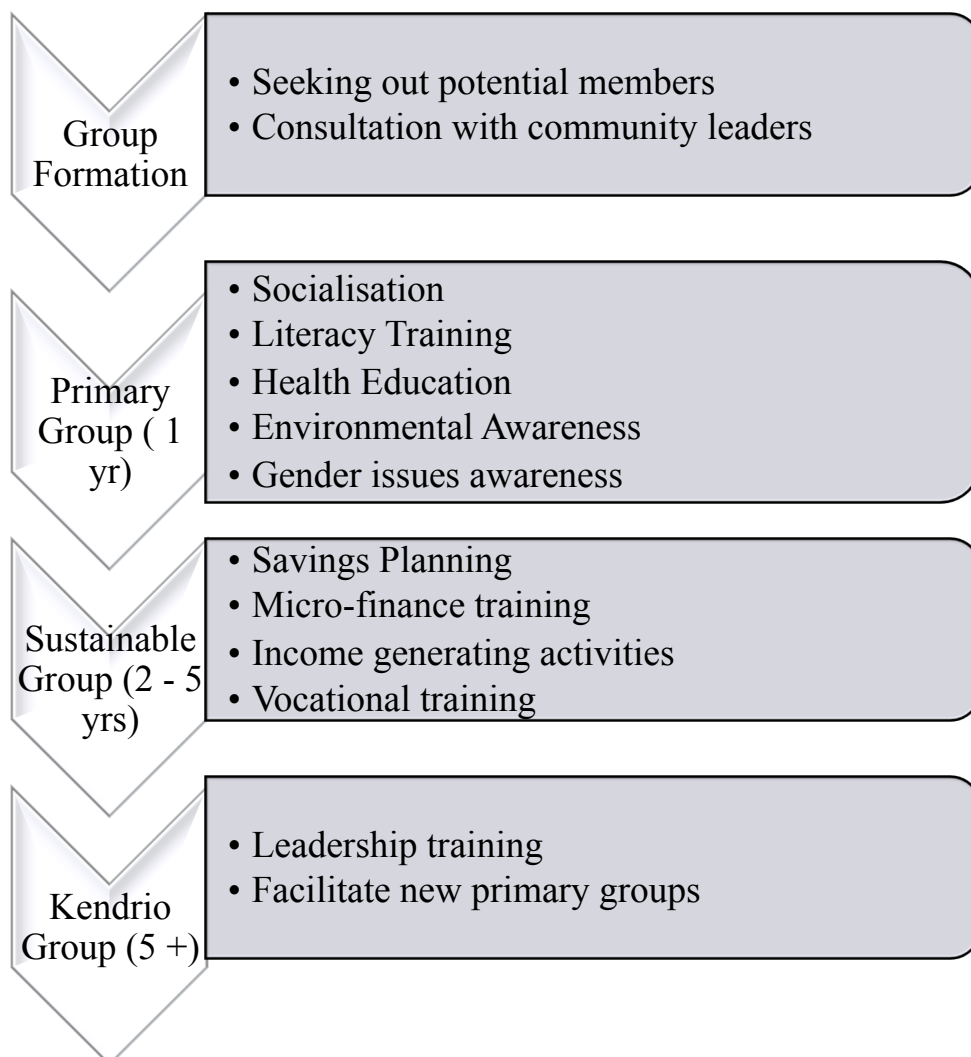 Group
Formation
• Seeking out potential members
• Consultation with community leaders
Primary
Group ( 1
yr)
• Socialisation
• Literacy Training
• Health Education
• Environmental Awareness
• Gender issues awareness
Sustainable
Group (2 - 5
yrs)
• Savings Planning
• Micro-finance training
• Income generating activities
• Vocational training
Kendrio
Group (5 +)
• Leadership training
• Facilitate new primary groups